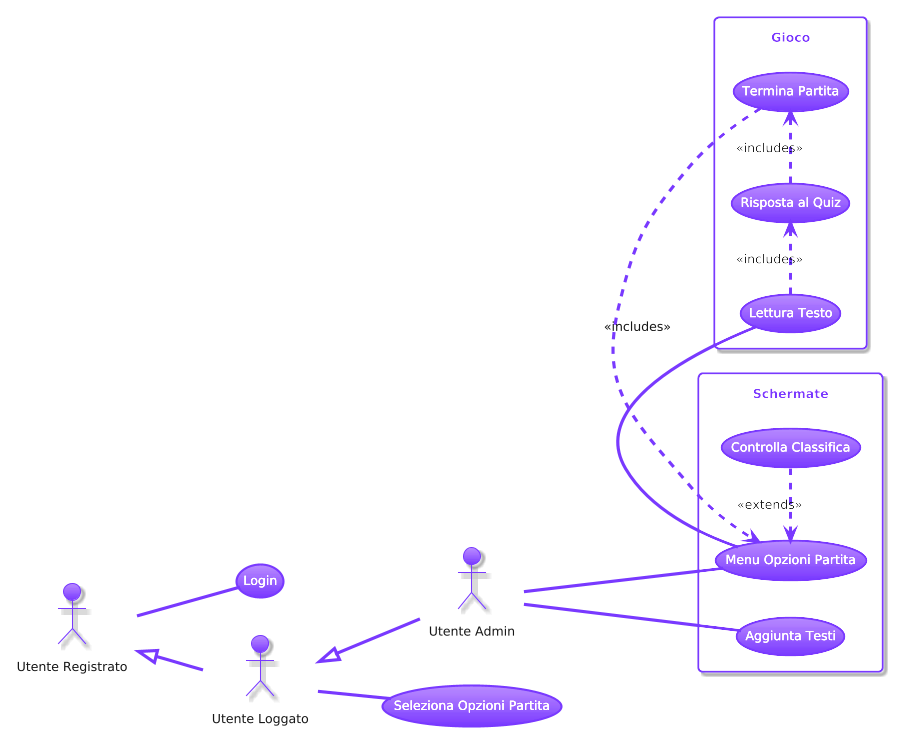 Gioco
Termina Partita
«includes»
Risposta al Quiz
«includes»
Lettura Testo
«includes»
Schermate
Controlla Classifica
«extends»
Menu Opzioni Partita
Aggiunta Testi
Login
Utente Admin
Utente Registrato
Utente Loggato
Seleziona Opzioni Partita